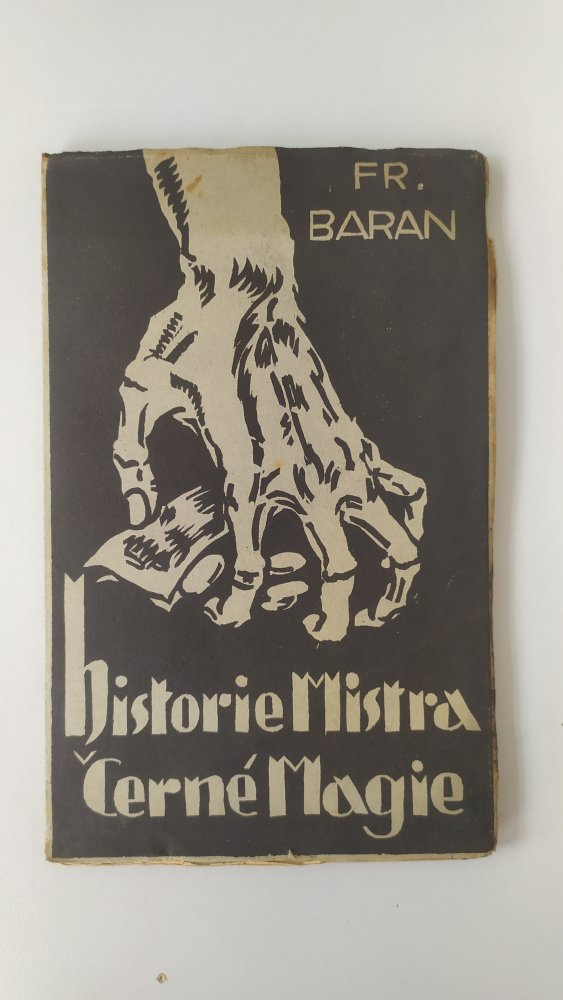 FR.
BARAN
Historie Mistra
Černé Magie